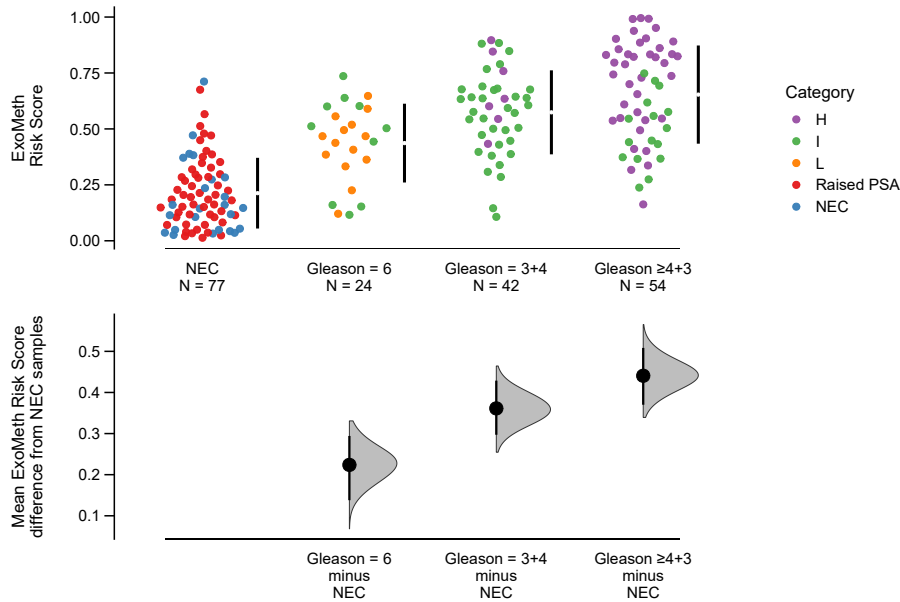 ExoMeth
Risk Score
1.00
0.75
0.50
0.25
0.00
NEC
N = 77
Gleason = 6
N = 24
Gleason = 3+4
N = 42
Gleason ≥4+3
N = 54
Category
H
I
L
Raised PSA
NEC
Mean ExoMeth Risk Score
difference from NEC samples
0.5
0.4
0.3
0.2
0.1
Gleason = 6
minus
NEC
Gleason = 3+4
minus
NEC
Gleason ≥4+3
minus
NEC